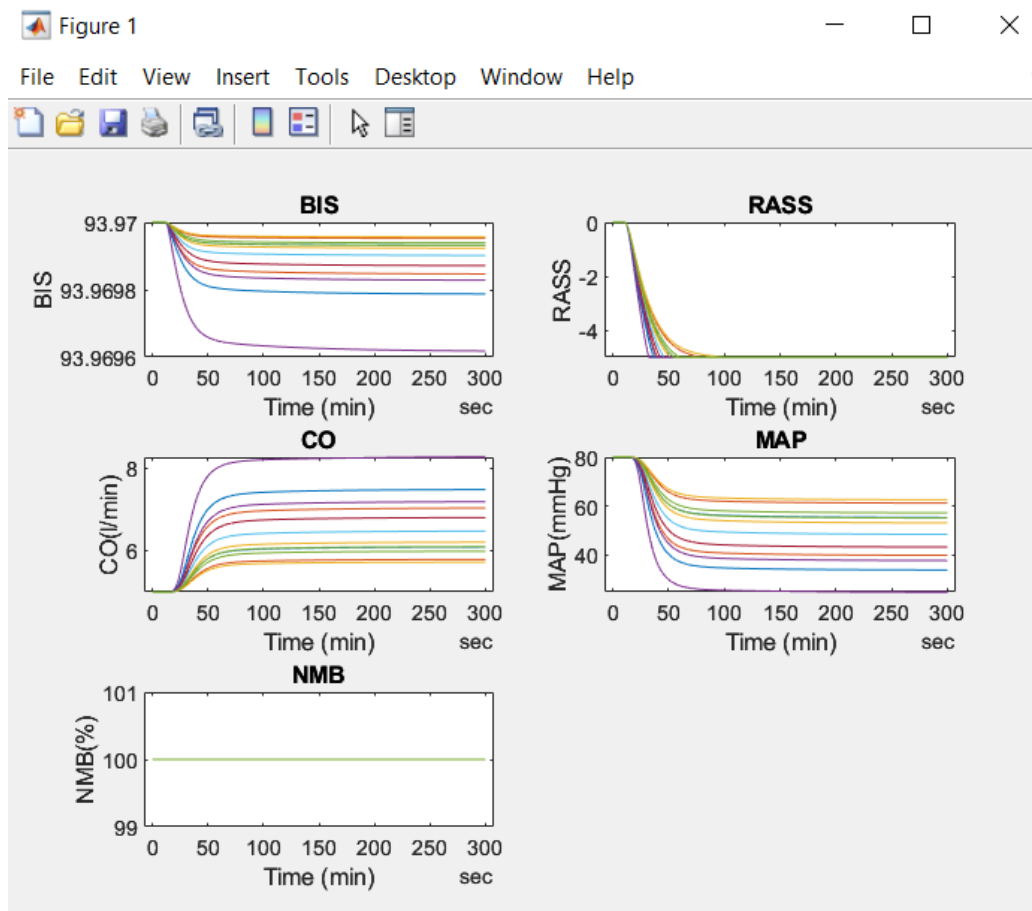 Figure 1
File Edit View Insert Tools Desktop Window Help
BIS
BIS
93.97
93.9698
93.9696
0 50 100 150 200 250 300
Time (min) sec
RASS
RASS
0
-2
-4
0 50 100 150 200 250 300
Time (min) sec
CO
CO(l/min)
8
6
0 50 100 150 200 250 300
Time (min) sec
MAP
MAP(mmHg)
80
60
40
0 50 100 150 200 250 300
Time (min) sec
NMB
NMB(%)
101
100
99
0 50 100 150 200 250 300
Time (min) sec